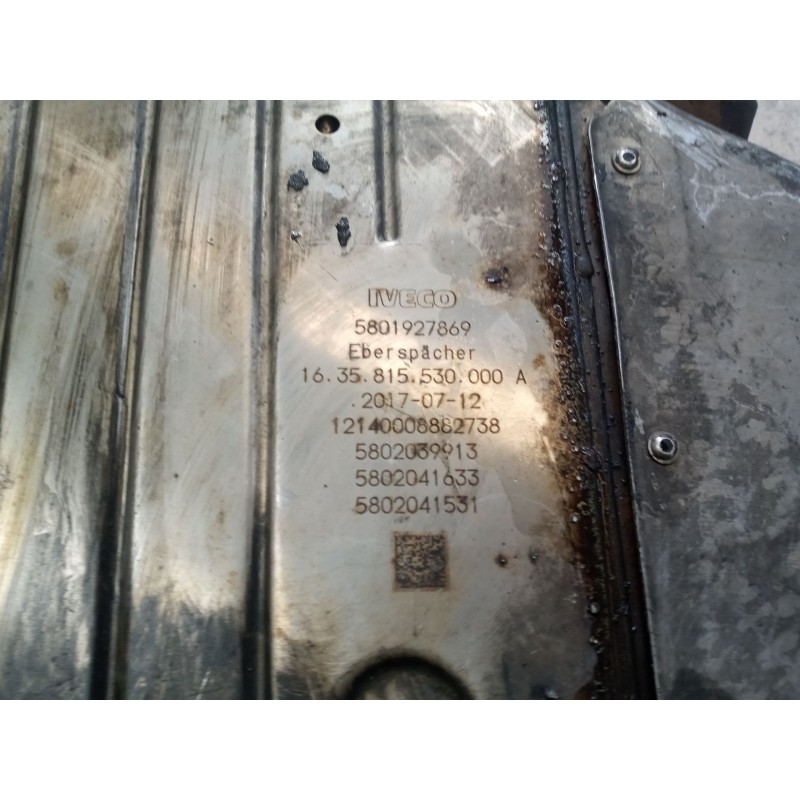 IVECO
5801927869
Eberspächer
16.35.815.530.000 A
2017-07-12
12140008882738
5802039913
5802041633
5802041531